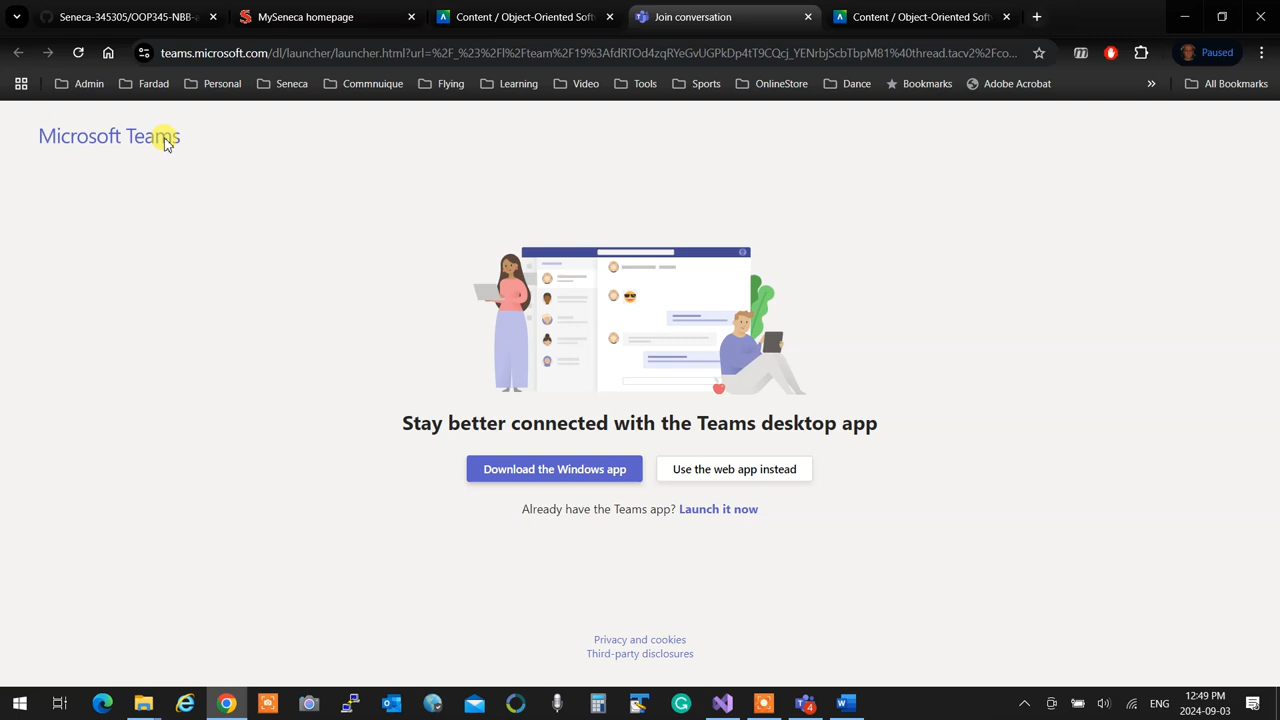 Seneca-345305/OOP345-NBB-a
MySeneca homepage
Content / Object-Oriented Soft
Join conversation
Content / Object-Oriented Soft
teams.microsoft.com/dl/launcher/launcher.html?url=%2F_%23%2Fl%2Fteam%2F19%3AfdRTOd4zqRYeGvUGPkDp4tT9CQcj_YENrbjScbTbpM81%40thread.tacv2%2Fco...
Paused
Admin
Fardad
Personal
Seneca
Commnuique
Flying
Learning
Video
Tools
Sports
OnlineStore
Dance
Bookmarks
Adobe Acrobat
All Bookmarks
Microsoft Teams
Stay better connected with the Teams desktop app
Download the Windows app
Use the web app instead
Already have the Teams app? Launch it now
Privacy and cookies
Third-party disclosures
4
ENG
12:49 PM
2024-09-03